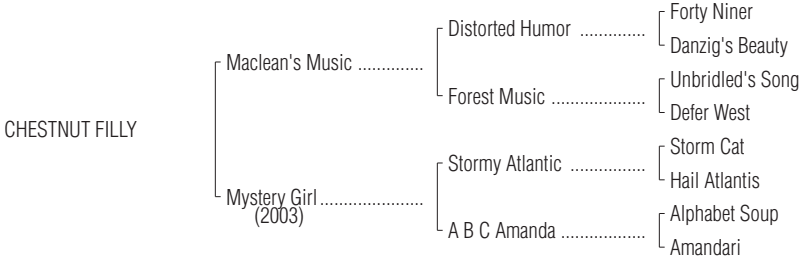 Forty Niner
Distorted Humor ..............
Danzig's Beauty
Maclean's Music ..............
Unbridled's Song
Forest Music ....................
Defer West
CHESTNUT FILLY
Storm Cat
Stormy Atlantic ................
Hail Atlantis
Mystery Girl ......................
(2003)
Alphabet Soup
A B C Amanda ..................
Amandari